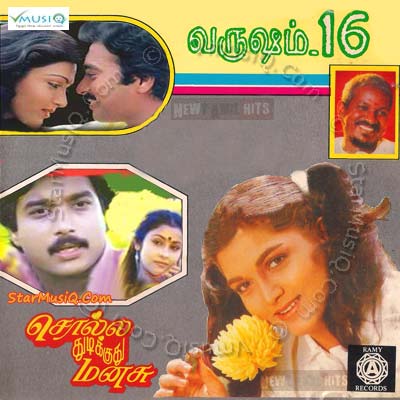 VMUSIQ
வருஷம்.16
NEW TAMIL HITS
StarMusiQ.Com
சொல்ல
துடிக்குது
மனசு
RAMY
RECORDS